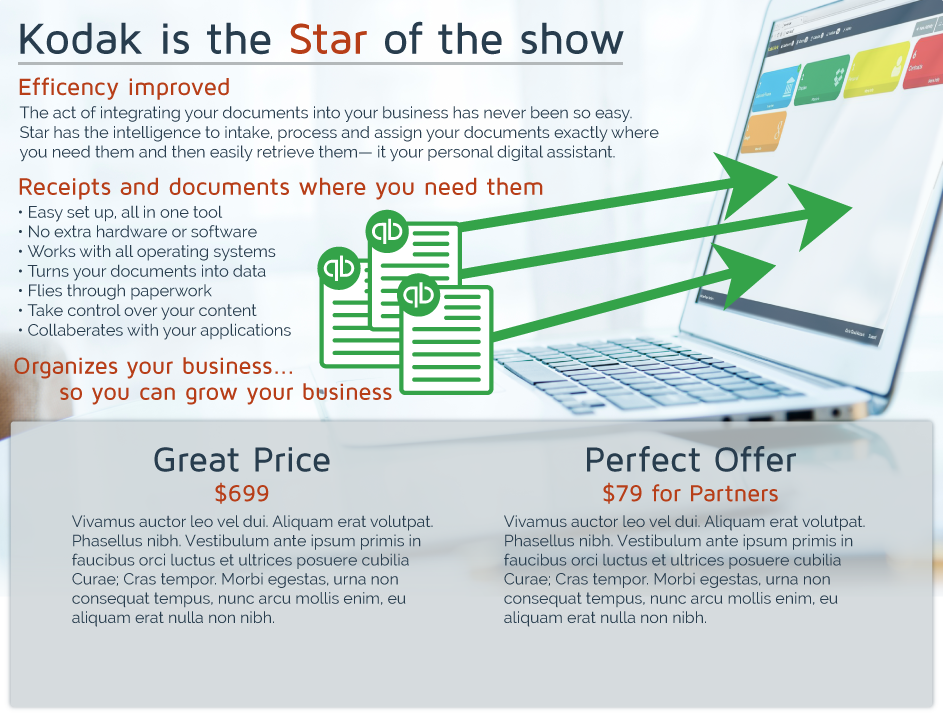 Kodak is the Star of the show
Efficency improved
The act of integrating your documents into your business has never been so easy.
Star has the intelligence to intake, process and assign your documents exactly where
you need them and then easily retrieve them— it your personal digital assistant.
Receipts and documents where you need them
• Easy set up, all in one tool
• No extra hardware or software
• Works with all operating systems
• Turns your documents into data
• Flies through paperwork
• Take control over your content
• Collaberates with your applications
qb
qb
qb
Organizes your business...
so you can grow your business
Great Price
$699
Vivamus auctor leo vel dui. Aliquam erat volutpat.
Phasellus nibh. Vestibulum ante ipsum primis in
faucibus orci luctus et ultrices posuere cubilia
Curae; Cras tempor. Morbi egestas, urna non
consequat tempus, nunc arcu mollis enim, eu
aliquam erat nulla non nibh.
Perfect Offer
$79 for Partners
Vivamus auctor leo vel dui. Aliquam erat volutpat.
Phasellus nibh. Vestibulum ante ipsum primis in
faucibus orci luctus et ultrices posuere cubilia
Curae; Cras tempor. Morbi egestas, urna non
consequat tempus, nunc arcu mollis enim, eu
aliquam erat nulla non nibh.